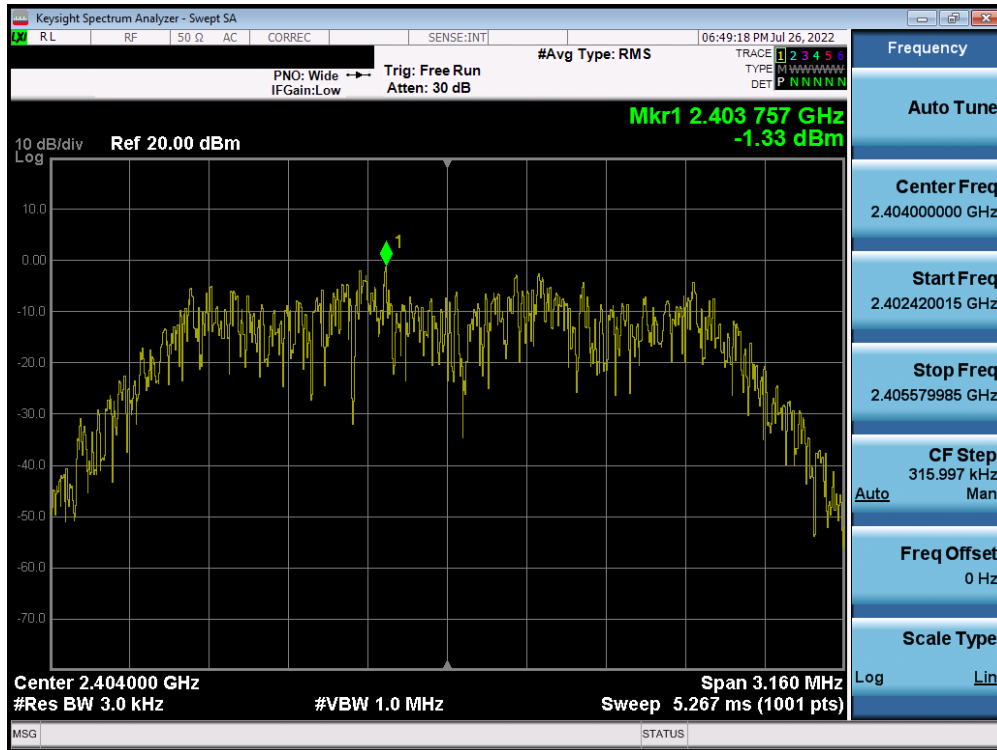 Keysight Spectrum Analyzer - Swept SA
LXI RL RF 50 Ω AC CORREC SENSE:INT 06:49:18 PM Jul 26, 2022
PNO: Wide
IFGain:Low
Trig: Free Run
Atten: 30 dB
#Avg Type: RMS
TRACE 1 2 3 4 5 6
TYPE M W W W W W
DET P N N N N N
Mkr1 2.403 757 GHz
-1.33 dBm
10 dB/div Ref 20.00 dBm
Log
10.0
0.00
-10.0
-20.0
-30.0
-40.0
-50.0
-60.0
-70.0
1
Center 2.404000 GHz Span 3.160 MHz
#Res BW 3.0 kHz #VBW 1.0 MHz Sweep 5.267 ms (1001 pts)
MSG STATUS
Frequency
Auto Tune
Center Freq
2.404000000 GHz
Start Freq
2.402420015 GHz
Stop Freq
2.405579985 GHz
CF Step
315.997 kHz
Auto Man
Freq Offset
0 Hz
Scale Type
Log Lin